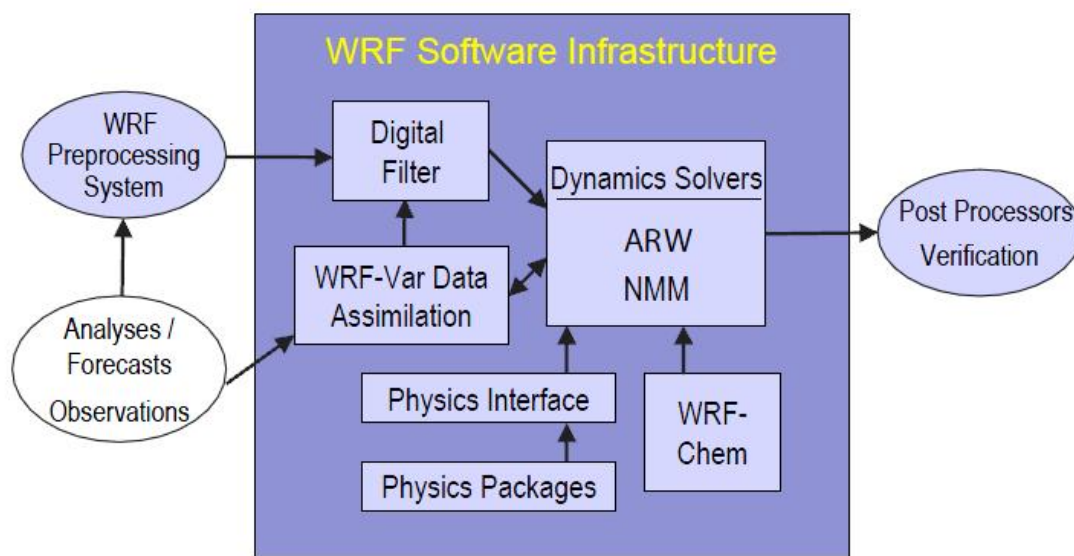 WRF Software Infrastructure
WRF
Preprocessing
System
Digital
Filter
Dynamics Solvers
ARW
NMM
Post Processors
Verification
WRF-Var Data
Assimilation
Analyses /
Forecasts
Observations
Physics Interface
WRF-
Chem
Physics Packages